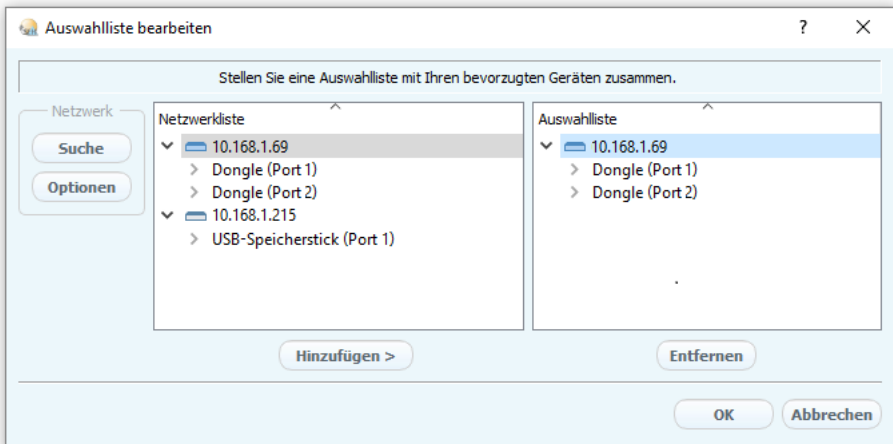 Auswahlliste bearbeiten
Stellen Sie eine Auswahlliste mit Ihren bevorzugten Geräten zusammen.
Netzwerk
Suche
Optionen
Netzwerkliste
10.168.1.69
Dongle (Port 1)
Dongle (Port 2)
10.168.1.215
USB-Speicherstick (Port 1)
Hinzufügen >
Auswahlliste
10.168.1.69
Dongle (Port 1)
Dongle (Port 2)
Entfernen
OK
Abbrechen